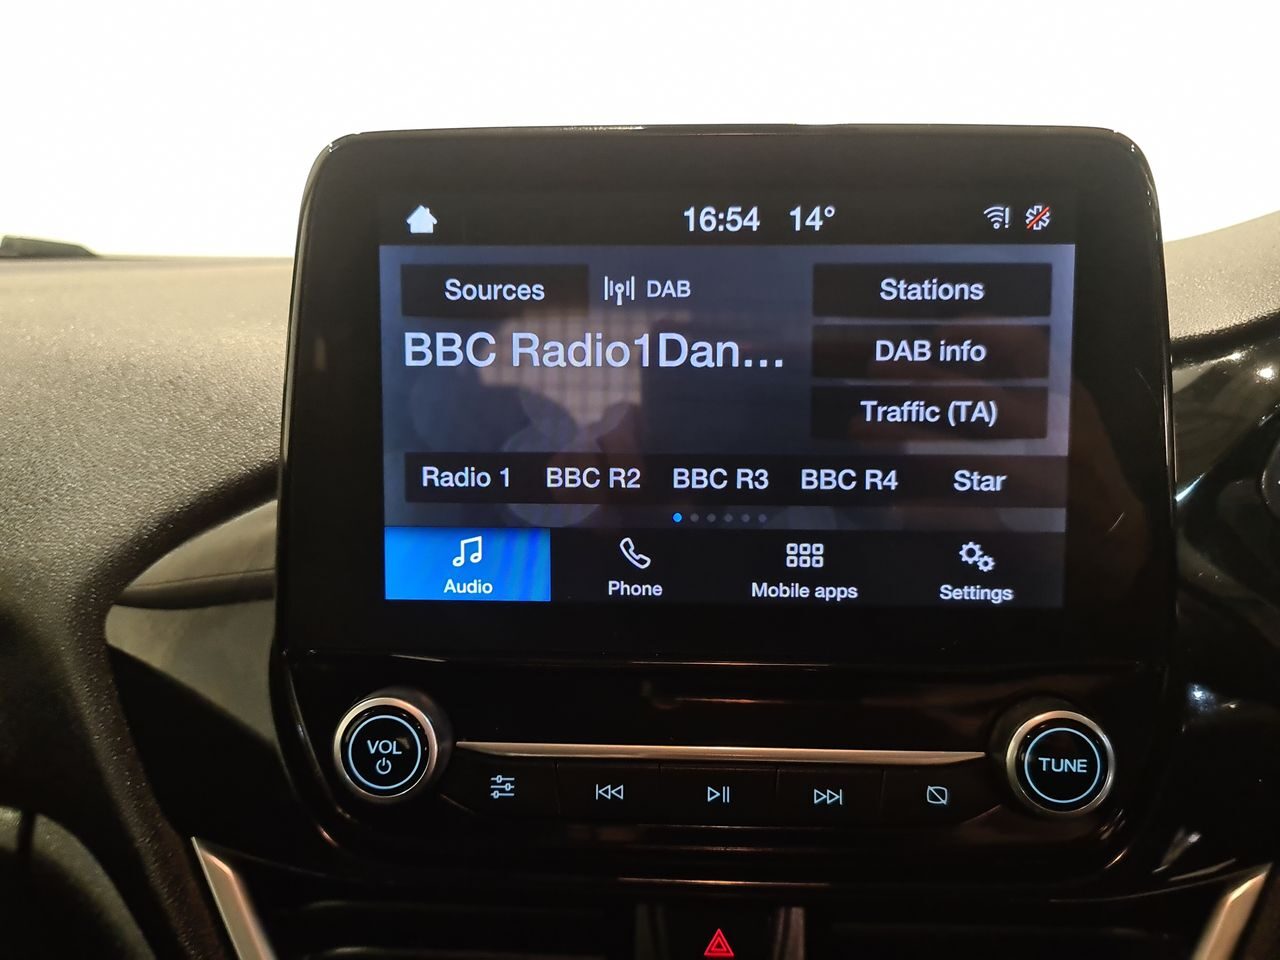 16:54 14°
Sources DAB Stations
BBC Radio1Dan...
DAB info
Traffic (TA)
Radio 1 BBC R2 BBC R3 BBC R4 Star
Audio Phone Mobile apps Settings
VOL
TUNE